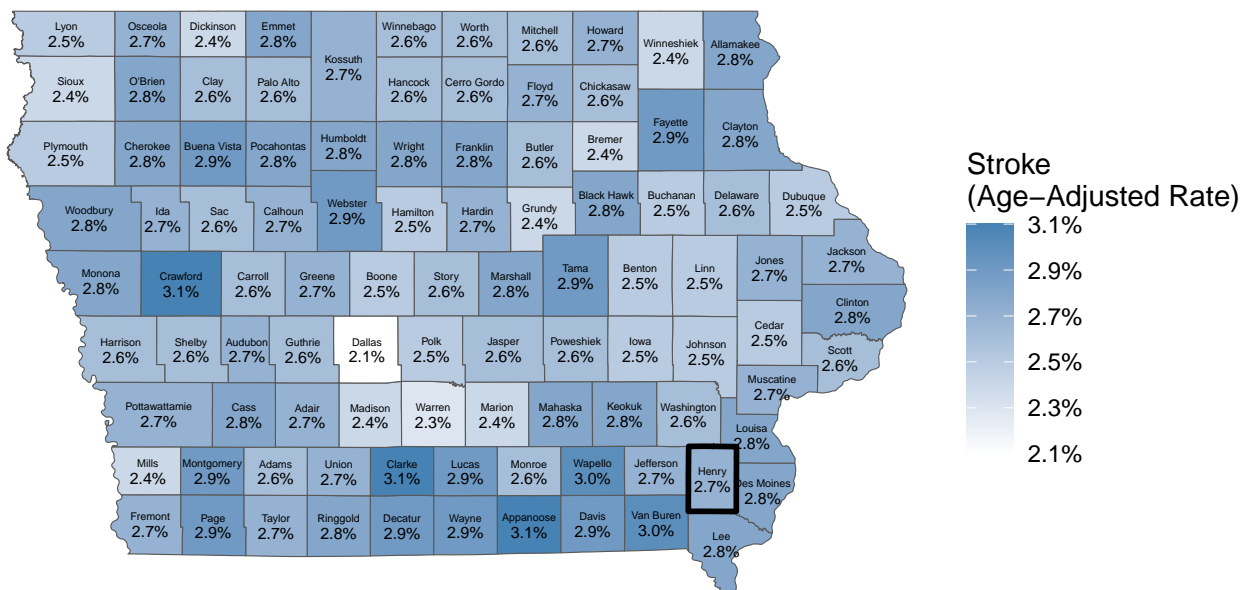 Lyon
2.5%
Osceola
2.7%
Dickinson
2.4%
Emmet
2.8%
Kossuth
2.7%
Winnebago
2.6%
Worth
2.6%
Mitchell
2.6%
Howard
2.7%
Winneshiek
2.4%
Allamakee
2.8%
Sioux
2.4%
O'Brien
2.8%
Clay
2.6%
Palo Alto
2.6%
Hancock
2.6%
Cerro Gordo
2.6%
Floyd
2.7%
Chickasaw
2.6%
Fayette
2.9%
Clayton
2.8%
Plymouth
2.5%
Cherokee
2.8%
Buena Vista
2.9%
Pocahontas
2.8%
Humboldt
2.8%
Wright
2.8%
Franklin
2.8%
Butler
2.6%
Bremer
2.4%
Woodbury
2.8%
Ida
2.7%
Sac
2.6%
Calhoun
2.7%
Webster
2.9%
Hamilton
2.5%
Hardin
2.7%
Grundy
2.4%
Black Hawk
2.8%
Buchanan
2.5%
Delaware
2.6%
Dubuque
2.5%
Monona
2.8%
Crawford
3.1%
Carroll
2.6%
Greene
2.7%
Boone
2.5%
Story
2.6%
Marshall
2.8%
Tama
2.9%
Benton
2.5%
Linn
2.5%
Jones
2.7%
Jackson
2.7%
Clinton
2.8%
Harrison
2.6%
Shelby
2.6%
Audubon
2.7%
Guthrie
2.6%
Dallas
2.1%
Polk
2.5%
Jasper
2.6%
Poweshiek
2.6%
Iowa
2.5%
Johnson
2.5%
Cedar
2.5%
Scott
2.6%
Muscatine
2.7%
Pottawattamie
2.7%
Cass
2.8%
Adair
2.7%
Madison
2.4%
Warren
2.3%
Marion
2.4%
Mahaska
2.8%
Keokuk
2.8%
Washington
2.6%
Louisa
2.8%
Mills
2.4%
Montgomery
2.9%
Adams
2.6%
Union
2.7%
Clarke
3.1%
Lucas
2.9%
Monroe
2.6%
Wapello
3.0%
Jefferson
2.7%
Henry
2.7%
Des Moines
2.8%
Fremont
2.7%
Page
2.9%
Taylor
2.7%
Ringgold
2.8%
Decatur
2.9%
Wayne
2.9%
Appanoose
3.1%
Davis
2.9%
Van Buren
3.0%
Lee
2.8%
Stroke
(Age−Adjusted Rate)
3.1%
2.9%
2.7%
2.5%
2.3%
2.1%